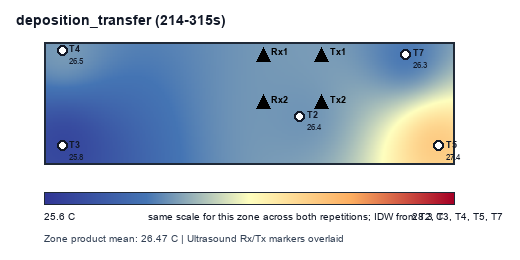 deposition_transfer (214-315s)
T4
26.5
Rx1
Tx1
T7
26.3
Rx2
Tx2
T2
26.4
T3
25.8
T5
27.4
25.6 C
same scale for this zone across both repetitions; IDW from T2, T3, T4, T5, T7
Zone product mean: 26.47 C | Ultrasound Rx/Tx markers overlaid